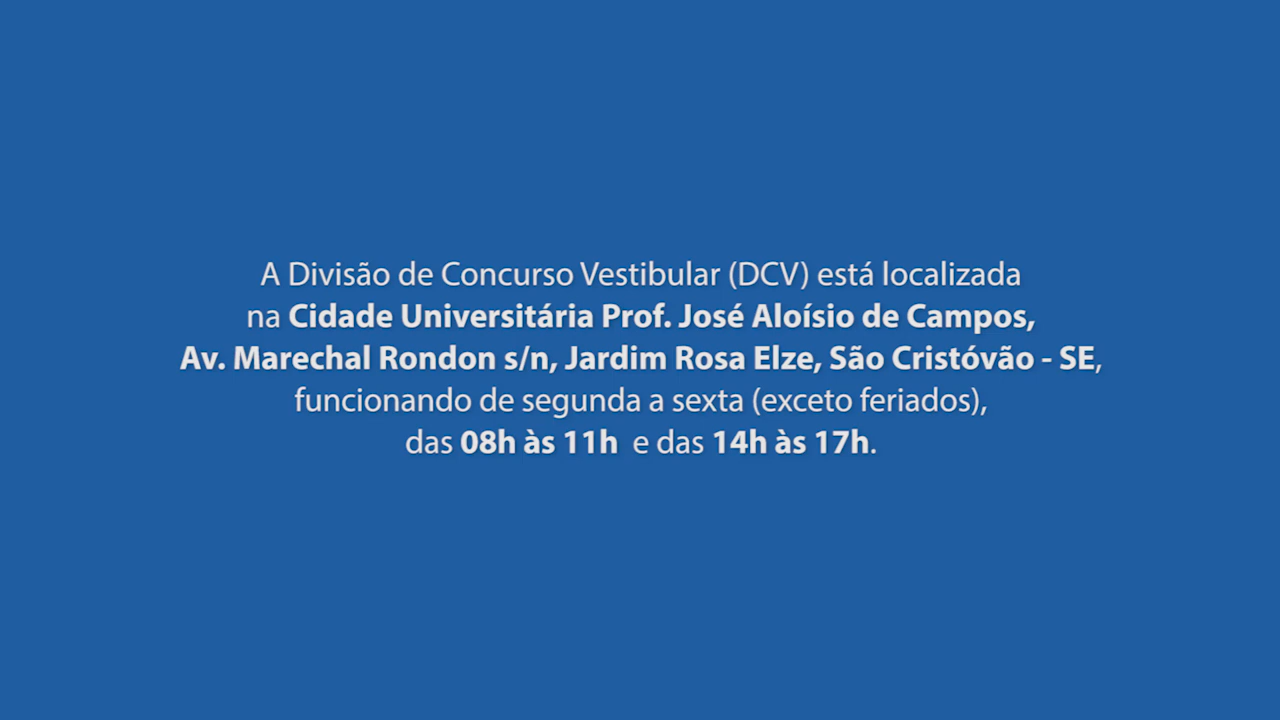 A Divisão de Concurso Vestibular (DCV) está localizada
na Cidade Universitária Prof. José Aloísio de Campos,
Av. Marechal Rondon s/n, Jardim Rosa Elze, São Cristóvão - SE,
funcionando de segunda a sexta (exceto feriados),
das 08h às 11h e das 14h às 17h.